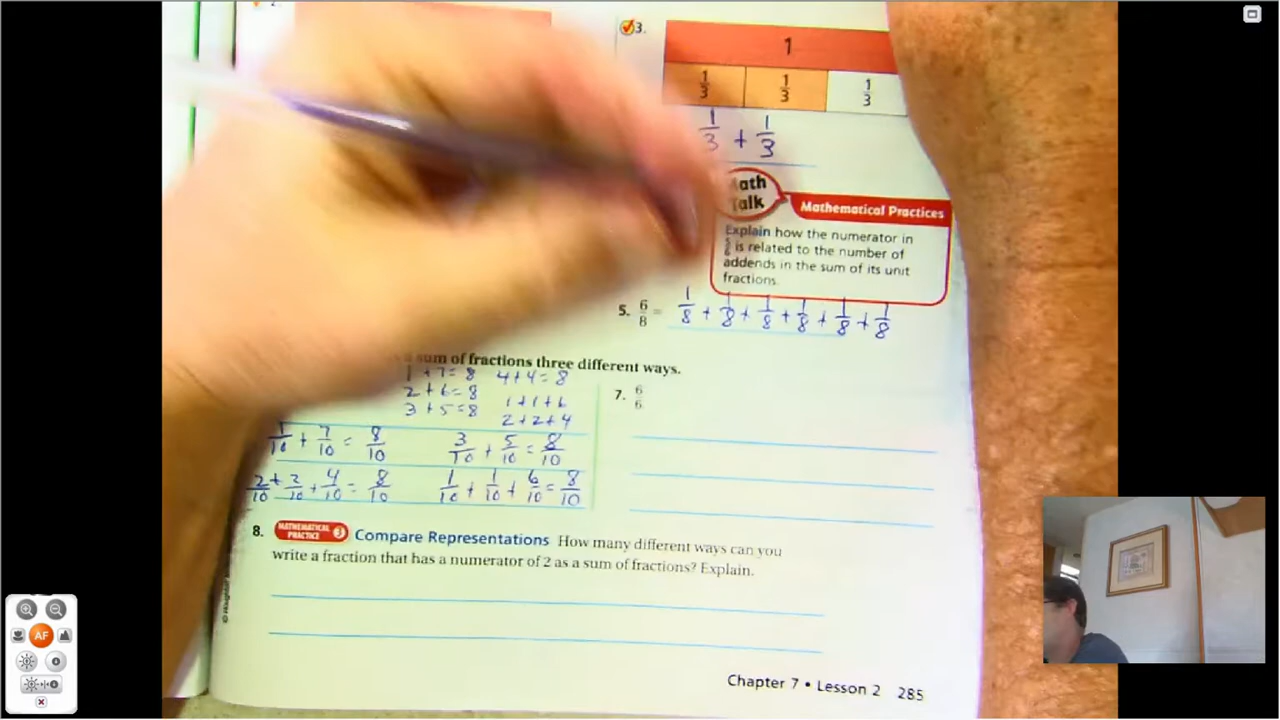 3.
1
1/3 1/3 1/3
1/3 + 1/3
Math
Talk
Mathematical Practices
Explain how the numerator in
is related to the number of
addends in the sum of its unit
fractions.
5. 6/8 = 1/8 + 1/8 + 1/8 + 1/8 + 1/8 + 1/8
a sum of fractions three different ways.
1 + 7 = 8 4 + 4 = 8
2 + 6 = 8 1 + 1 + 6
3 + 5 = 8 2 + 2 + 4
1/10 + 7/10 = 8/10 3/10 + 5/10 = 8/10
2/10 + 2/10 + 4/10 = 8/10 1/10 + 1/10 + 6/10 = 8/10
7. 6/6
8. MATHEMATICAL PRACTICE 3 Compare Representations How many different ways can you
write a fraction that has a numerator of 2 as a sum of fractions? Explain.
Chapter 7 • Lesson 2 285
AF